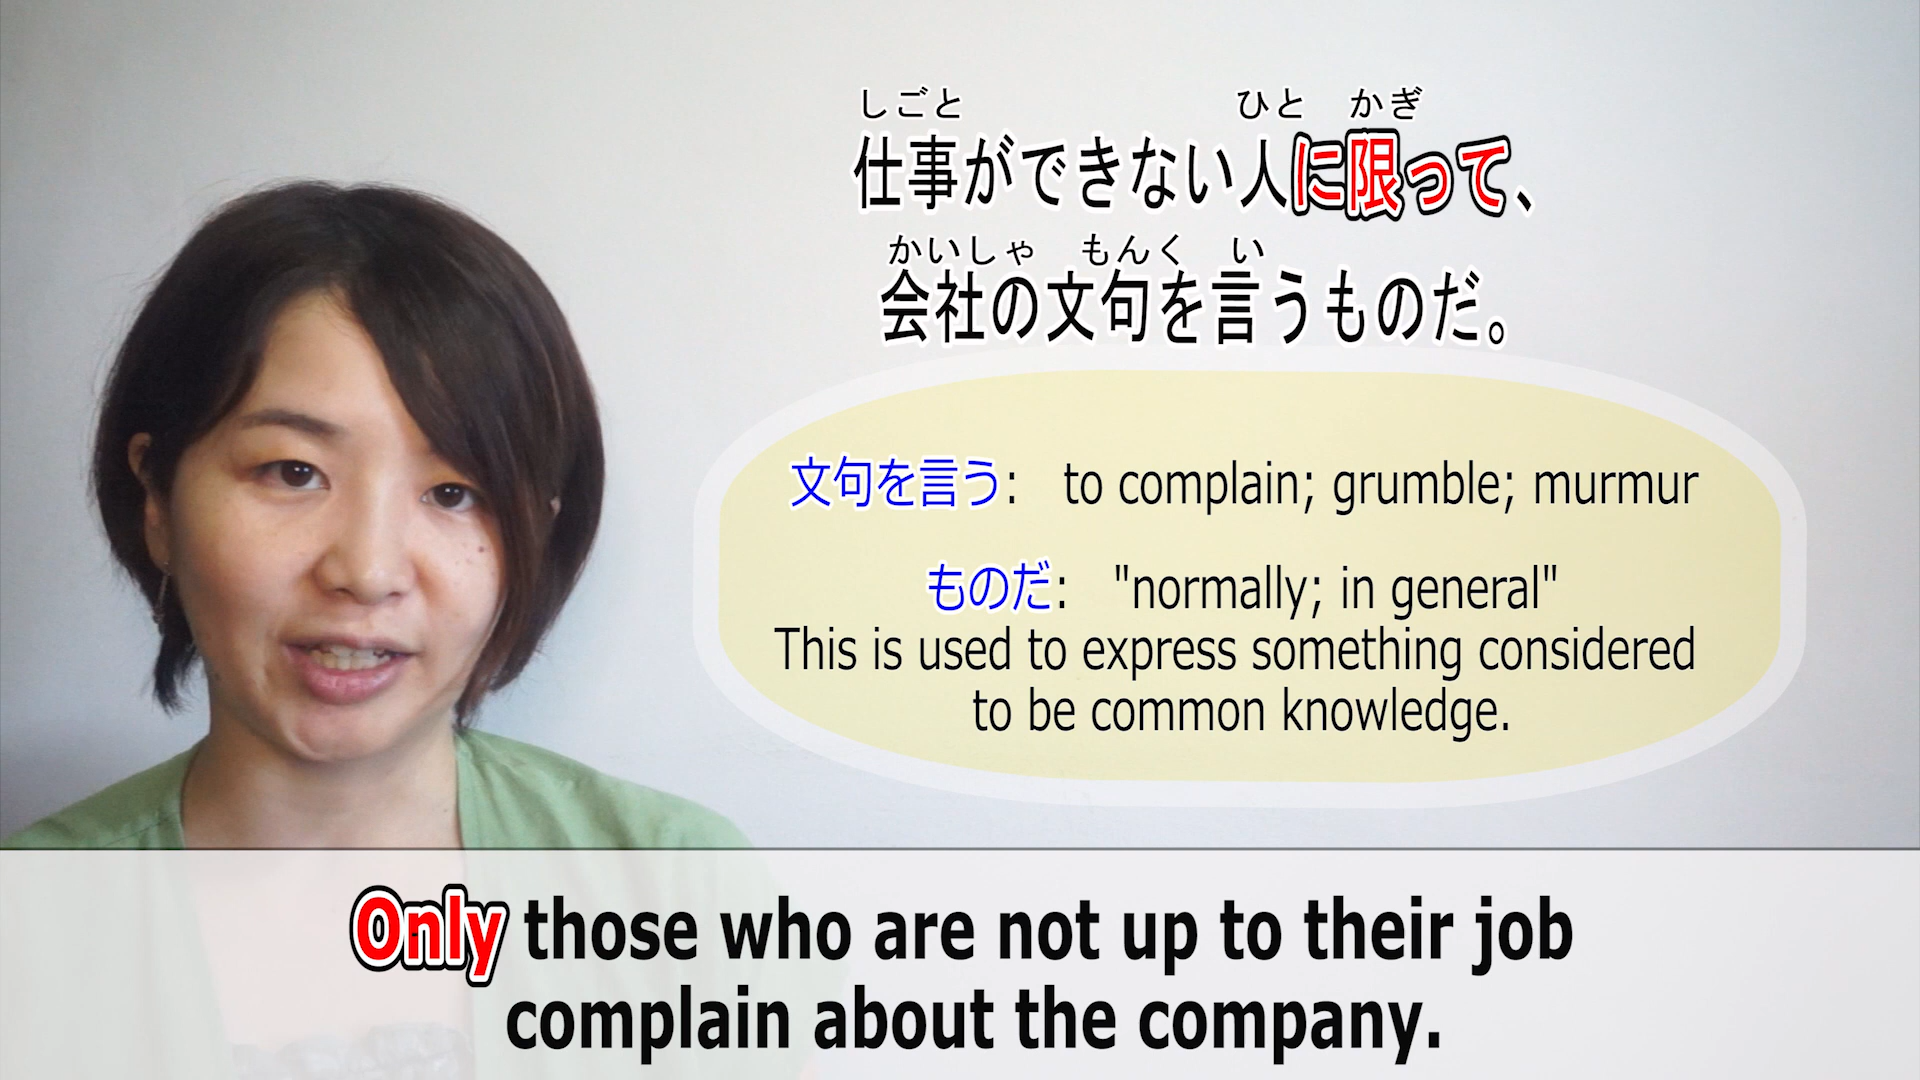 しごと ひと かぎ
仕事ができない人に限って、
かいしゃ もんく い
会社の文句を言うものだ。
文句を言う: to complain; grumble; murmur
ものだ: "normally; in general"
This is used to express something considered
to be common knowledge.
Only those who are not up to their job
complain about the company.